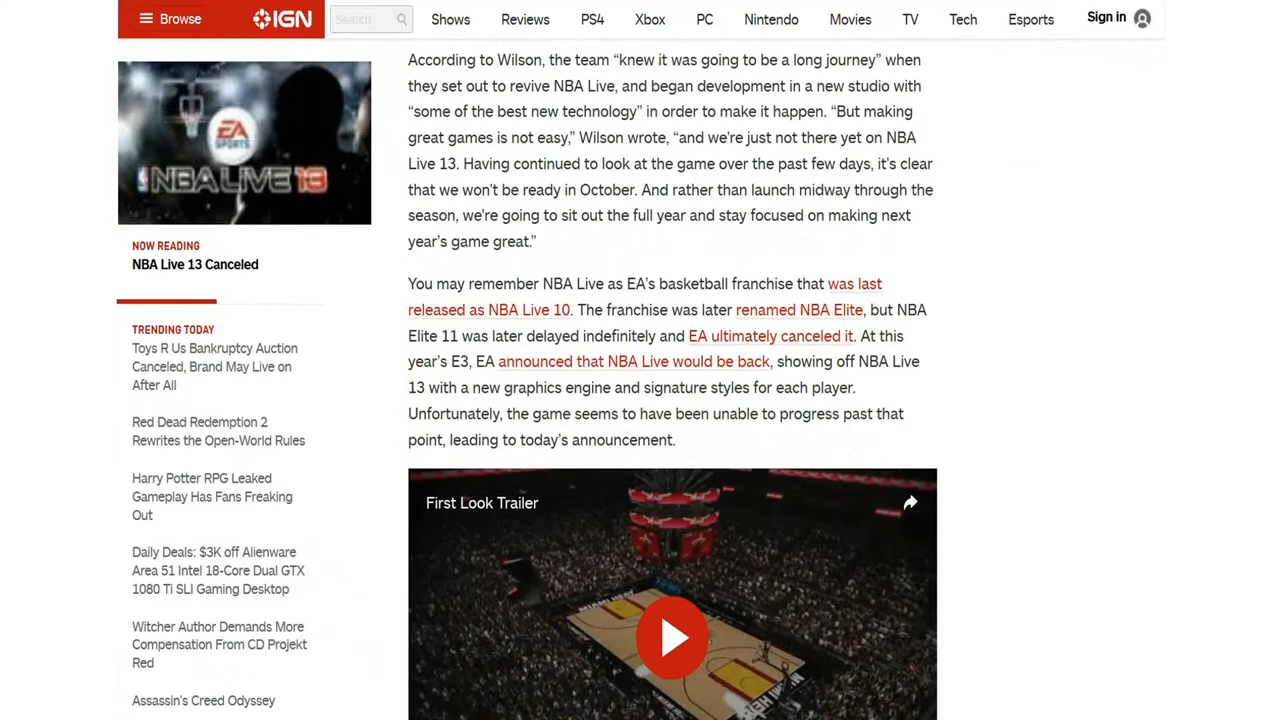 Browse
IGN
Search
Shows
Reviews
PS4
Xbox
PC
Nintendo
Movies
TV
Tech
Esports
Sign in
EA
SPORTS
NBA LIVE 13
NOW READING
NBA Live 13 Canceled
TRENDING TODAY
Toys R Us Bankruptcy Auction
Canceled, Brand May Live on
After All
Red Dead Redemption 2
Rewrites the Open-World Rules
Harry Potter RPG Leaked
Gameplay Has Fans Freaking
Out
Daily Deals: $3K off Alienware
Area 51 Intel 18-Core Dual GTX
1080 Ti SLI Gaming Desktop
Witcher Author Demands More
Compensation From CD Projekt
Red
Assassin's Creed Odyssey
According to Wilson, the team “knew it was going to be a long journey” when
they set out to revive NBA Live, and began development in a new studio with
“some of the best new technology” in order to make it happen. “But making
great games is not easy,” Wilson wrote, “and we’re just not there yet on NBA
Live 13. Having continued to look at the game over the past few days, it’s clear
that we won’t be ready in October. And rather than launch midway through the
season, we’re going to sit out the full year and stay focused on making next
year’s game great.”
You may remember NBA Live as EA’s basketball franchise that was last
released as NBA Live 10. The franchise was later renamed NBA Elite, but NBA
Elite 11 was later delayed indefinitely and EA ultimately canceled it. At this
year’s E3, EA announced that NBA Live would be back, showing off NBA Live
13 with a new graphics engine and signature styles for each player.
Unfortunately, the game seems to have been unable to progress past that
point, leading to today’s announcement.
First Look Trailer
MIAMI HEAT